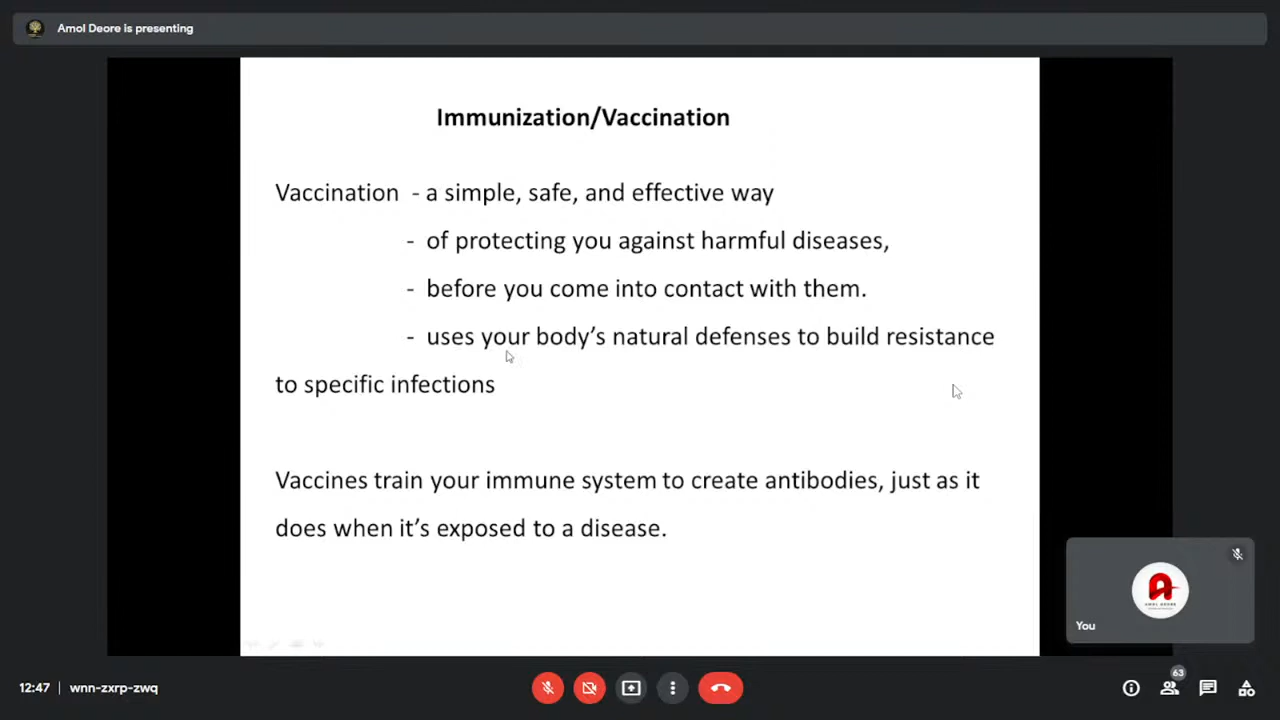 Amol Deore is presenting
Immunization/Vaccination
Vaccination - a simple, safe, and effective way
- of protecting you against harmful diseases,
- before you come into contact with them.
- uses your body’s natural defenses to build resistance
to specific infections
Vaccines train your immune system to create antibodies, just as it
does when it’s exposed to a disease.
AMOL DEORE
You
12:47 | wnn-zxrp-zwq
63